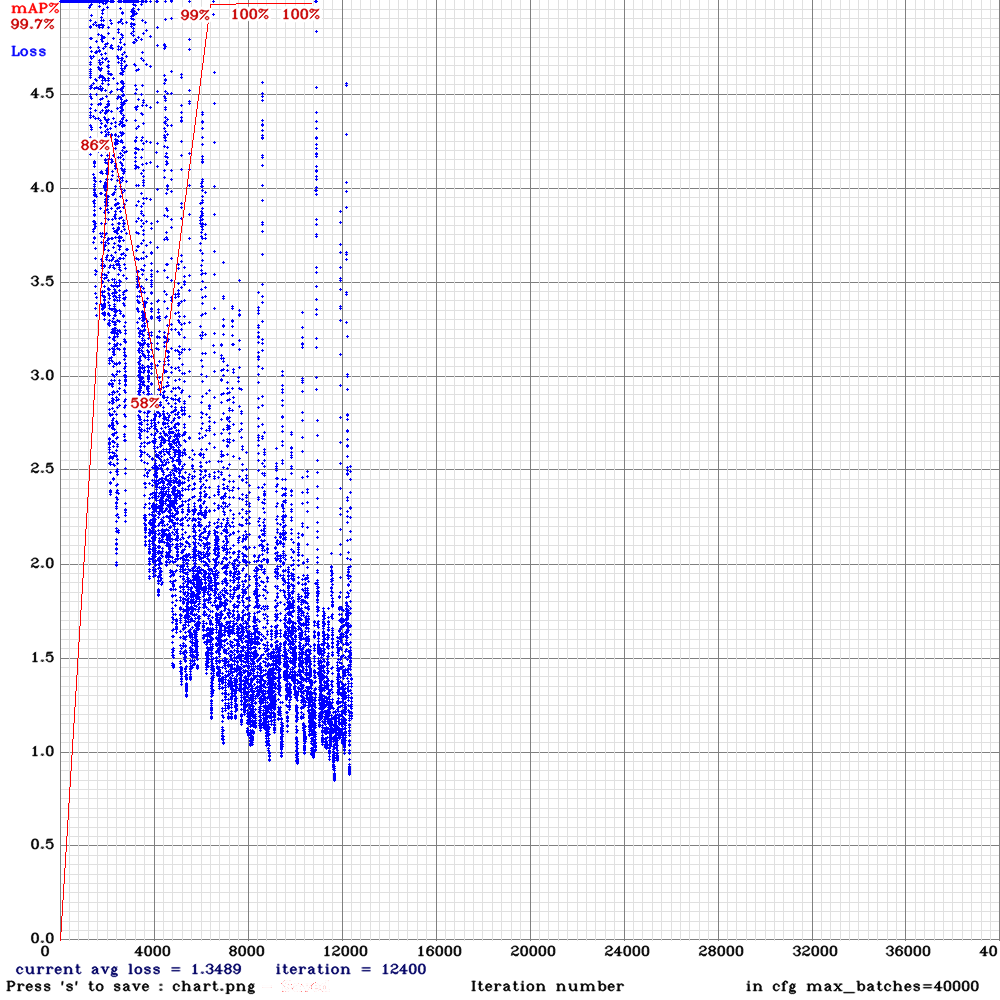 mAP%
99.7%
Loss
99% 100% 100%
4.5
86%
4.0
3.5
3.0
58%
2.5
2.0
1.5
1.0
0.5
0.0
0 4000 8000 12000 16000 20000 24000 28000 32000 36000 40
current avg loss = 1.3489 iteration = 12400
Press 's' to save : chart.png Iteration number in cfg max_batches=40000